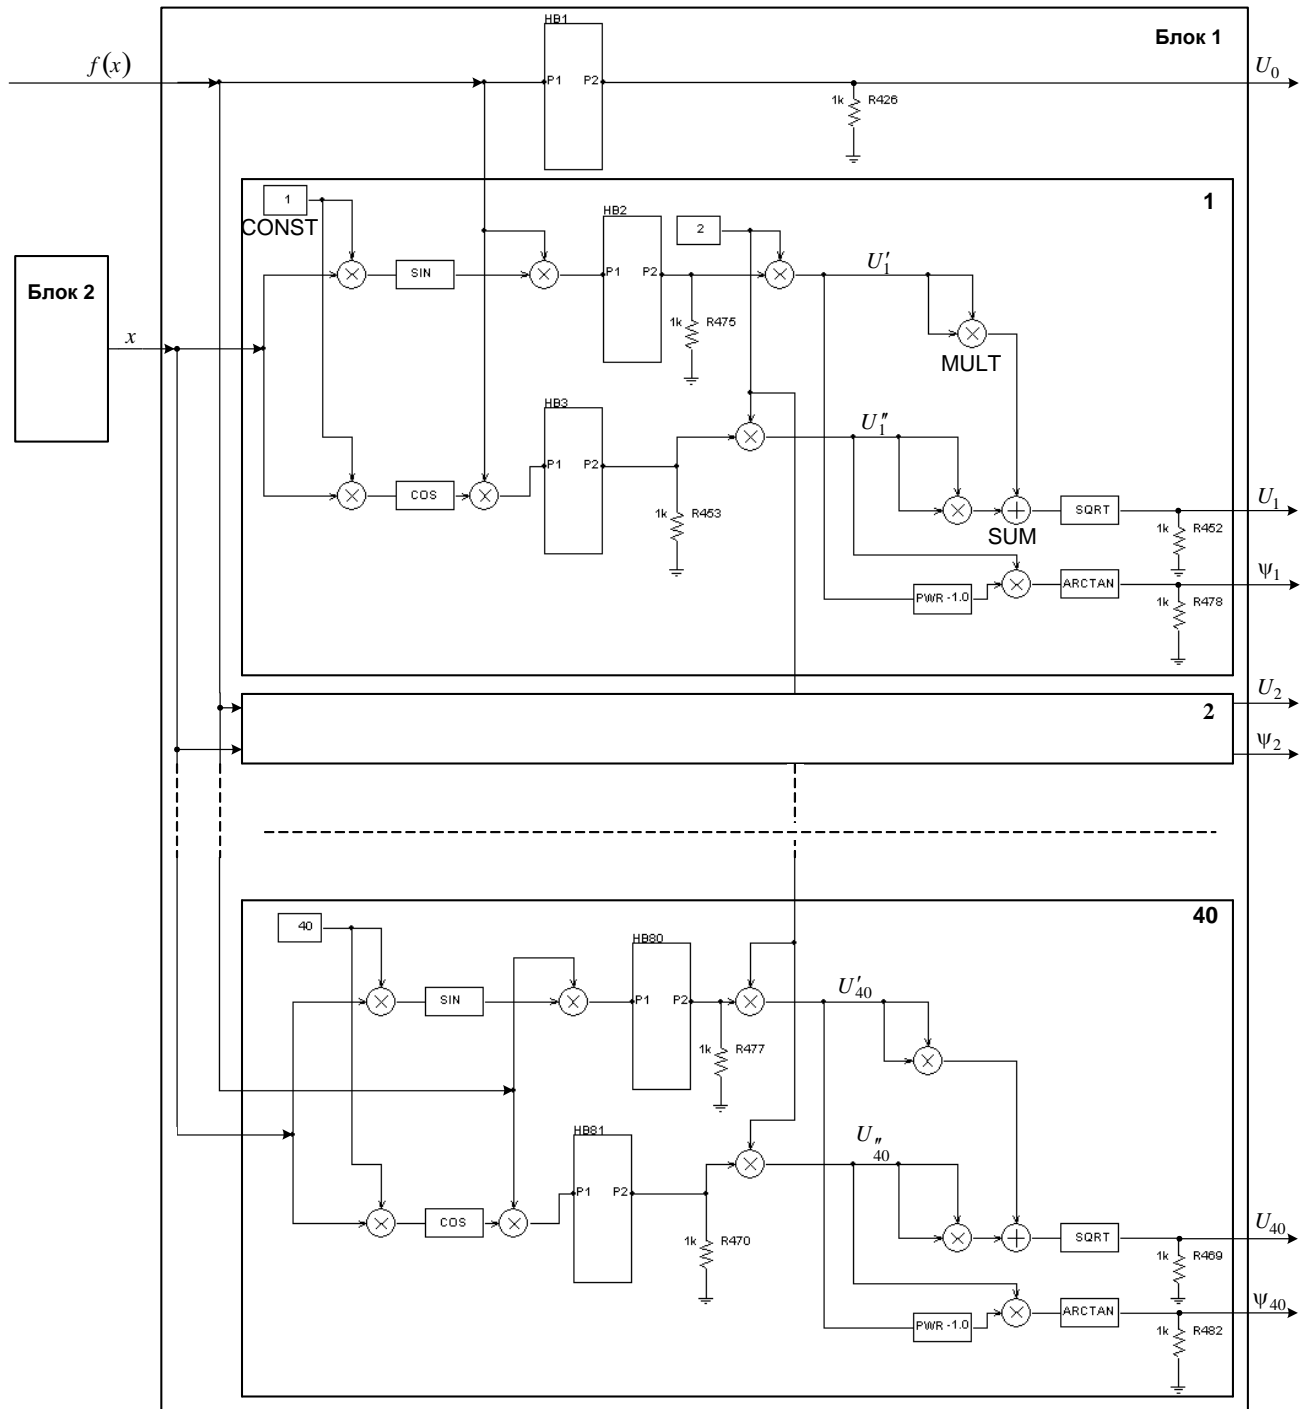 HB1
Блок 1
f(x)
P1 P2
U₀
1k R426
1
1
CONST
HB2
2
SIN
P1 P2
U₁′
Блок 2
x
1k R475
MULT
HB3
P1 P2
U₁″
COS
1k R453
SUM
SQRT
U₁
1k R452
PWR -1.0
ARCTAN
ψ₁
1k R478
2
U₂
ψ₂
40
40
HB80
SIN
P1 P2
U′₄₀
1k R477
HB81
P1 P2
U″₄₀
COS
1k R470
SQRT
U₄₀
1k R469
PWR -1.0
ARCTAN
ψ₄₀
1k R482